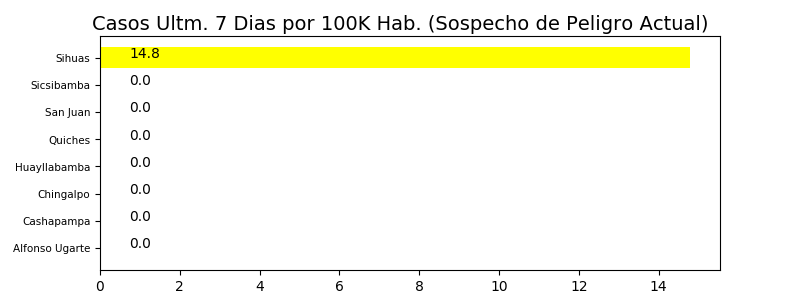 Casos Ultm. 7 Dias por 100K Hab. (Sospecho de Peligro Actual)
Sihuas 14.8
Sicsibamba 0.0
San Juan 0.0
Quiches 0.0
Huayllabamba 0.0
Chingalpo 0.0
Cashapampa 0.0
Alfonso Ugarte 0.0
0 2 4 6 8 10 12 14